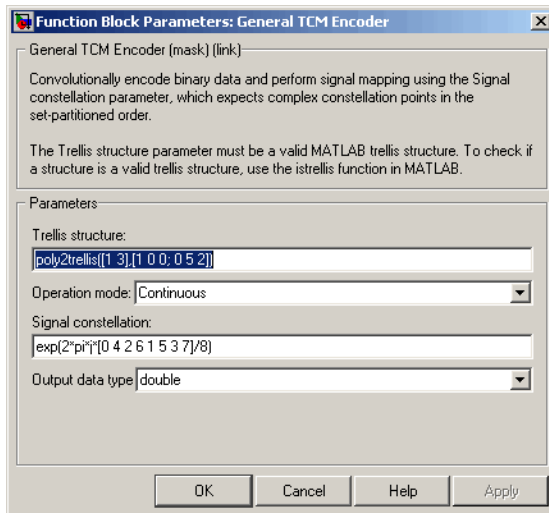 Function Block Parameters: General TCM Encoder
General TCM Encoder (mask) (link)
Convolutionally encode binary data and perform signal mapping using the Signal
constellation parameter, which expects complex constellation points in the
set-partitioned order.
The Trellis structure parameter must be a valid MATLAB trellis structure. To check if
a structure is a valid trellis structure, use the istrellis function in MATLAB.
Parameters
Trellis structure:
poly2trellis([1 3],[1 0 0; 0 5 2])
Operation mode: Continuous
Signal constellation:
exp(2*pi*j*[0 4 2 6 1 5 3 7]/8)
Output data type double
OK Cancel Help Apply